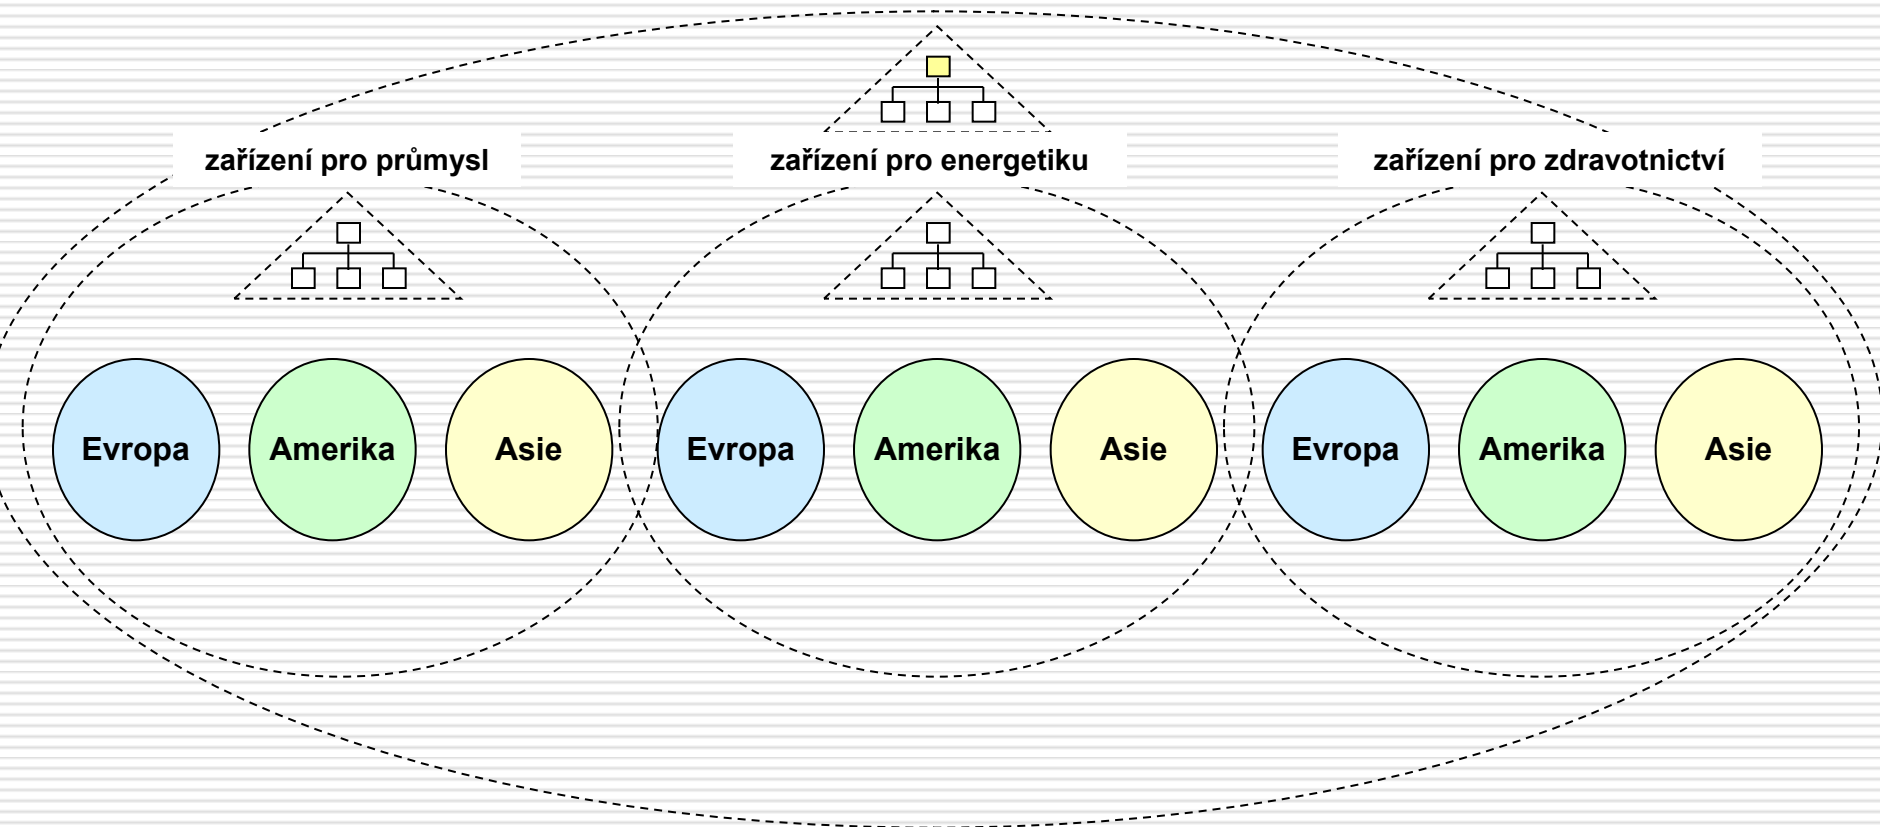 zařízení pro průmysl
zařízení pro energetiku
zařízení pro zdravotnictví
Evropa
Amerika
Asie
Evropa
Amerika
Asie
Evropa
Amerika
Asie